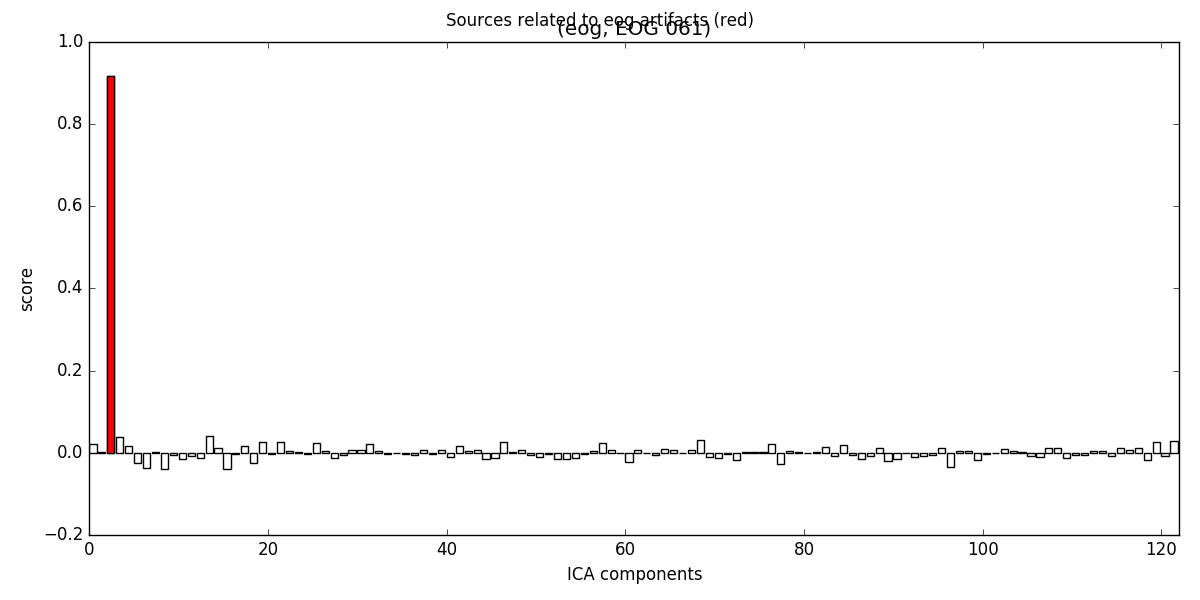 Sources related to eog artifacts (red)
(eog, EOG 061)
1.0
0.8
0.6
0.4
0.2
0.0
−0.2
score
0 20 40 60 80 100 120
ICA components